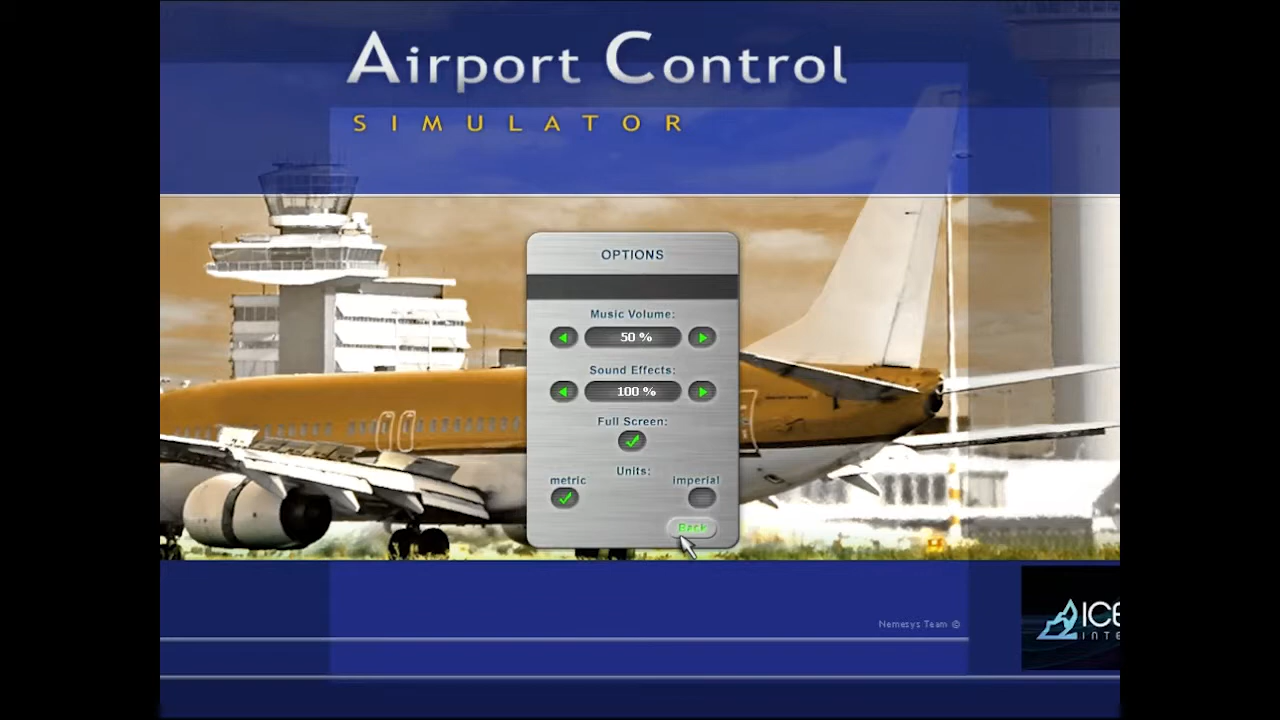 Airport Control
SIMULATOR
OPTIONS
Music Volume:
50 %
Sound Effects:
100 %
Full Screen:
Units:
metric
imperial
Back
Nemesys Team ©
ICE
INTE